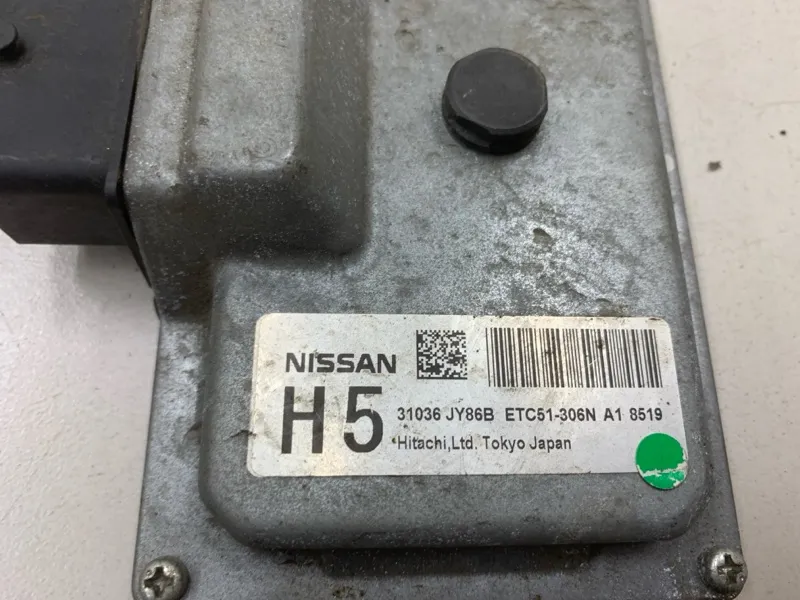 NISSAN
H5
31036 JY86B ETC51-306N A1 8519
Hitachi,Ltd. Tokyo Japan